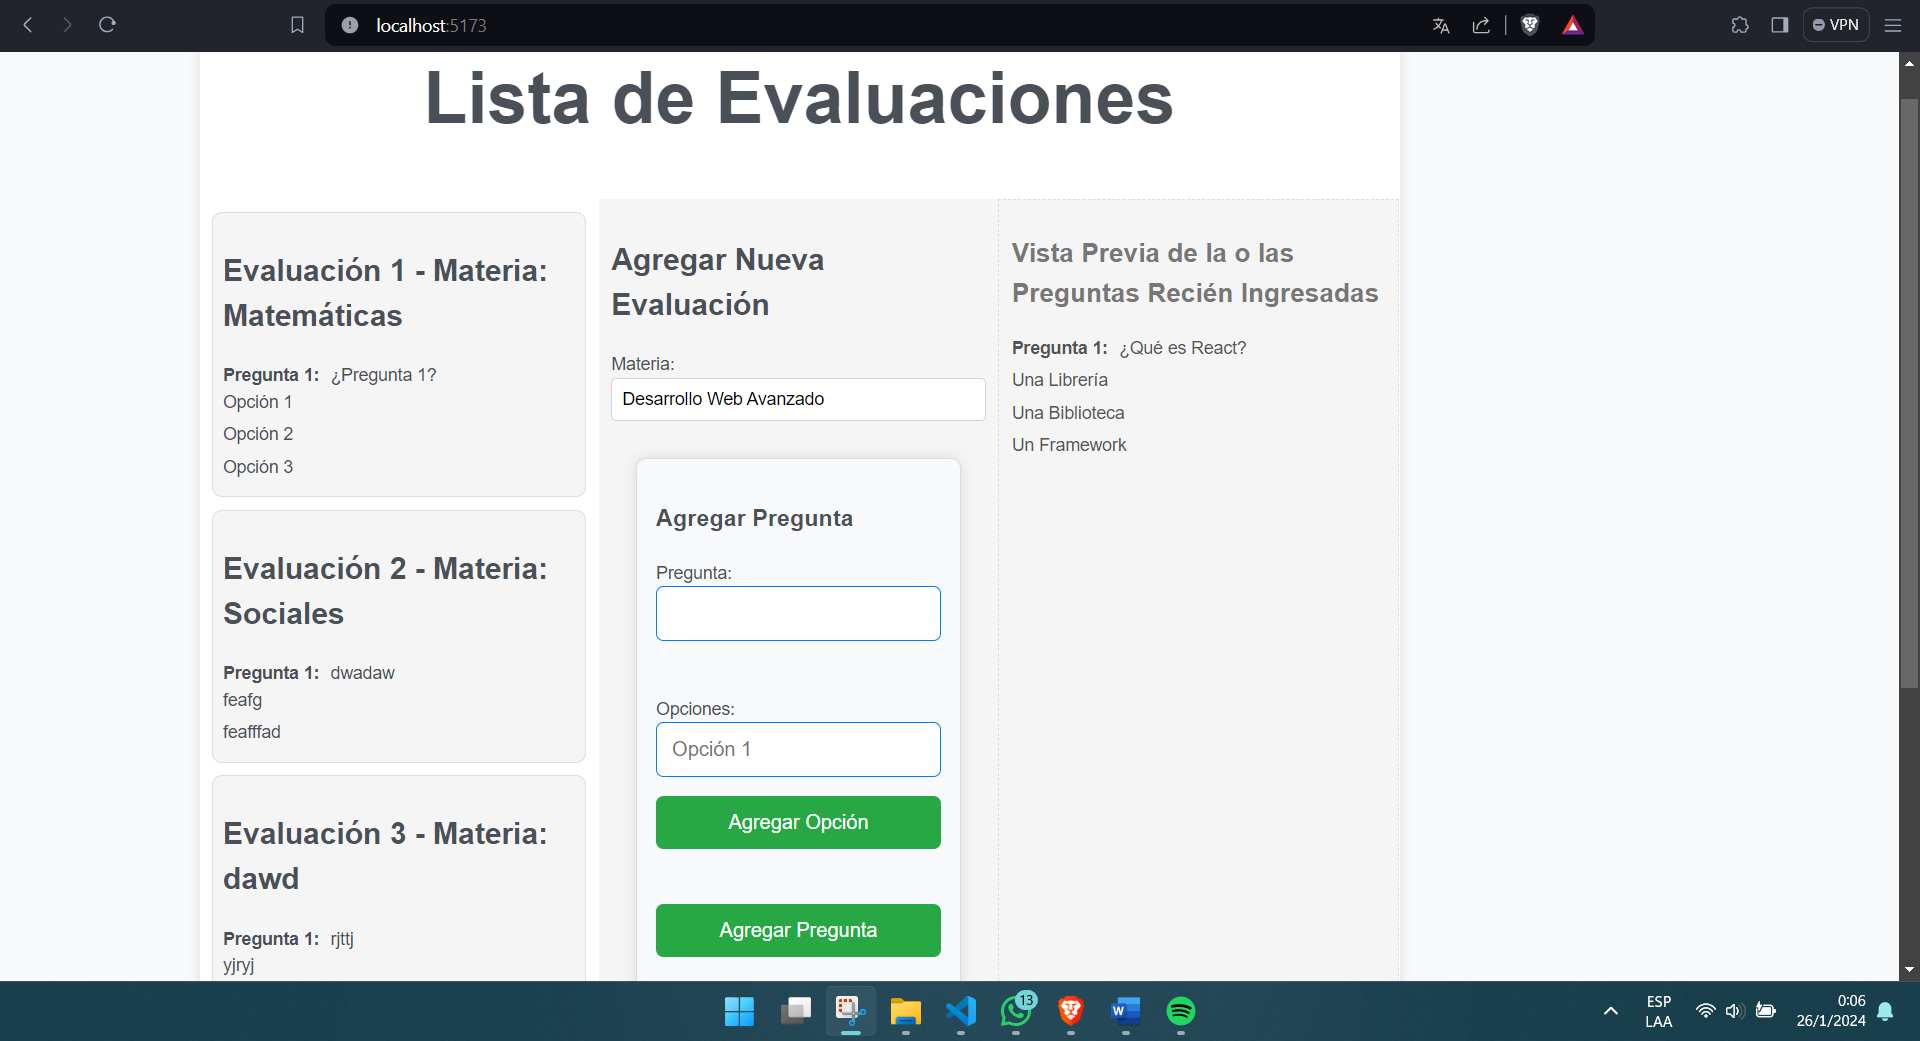 localhost:5173
VPN
Lista de Evaluaciones
Evaluación 1 - Materia:
Matemáticas
Pregunta 1: ¿Pregunta 1?
Opción 1
Opción 2
Opción 3
Evaluación 2 - Materia:
Sociales
Pregunta 1: dwadaw
feafg
feafffad
Evaluación 3 - Materia:
dawd
Pregunta 1: rjttj
yjryj
Agregar Nueva
Evaluación
Materia:
Desarrollo Web Avanzado
Agregar Pregunta
Pregunta:
Opciones:
Opción 1
Agregar Opción
Agregar Pregunta
Vista Previa de la o las
Preguntas Recién Ingresadas
Pregunta 1: ¿Qué es React?
Una Librería
Una Biblioteca
Un Framework
13
W
ESP
LAA
0:06
26/1/2024